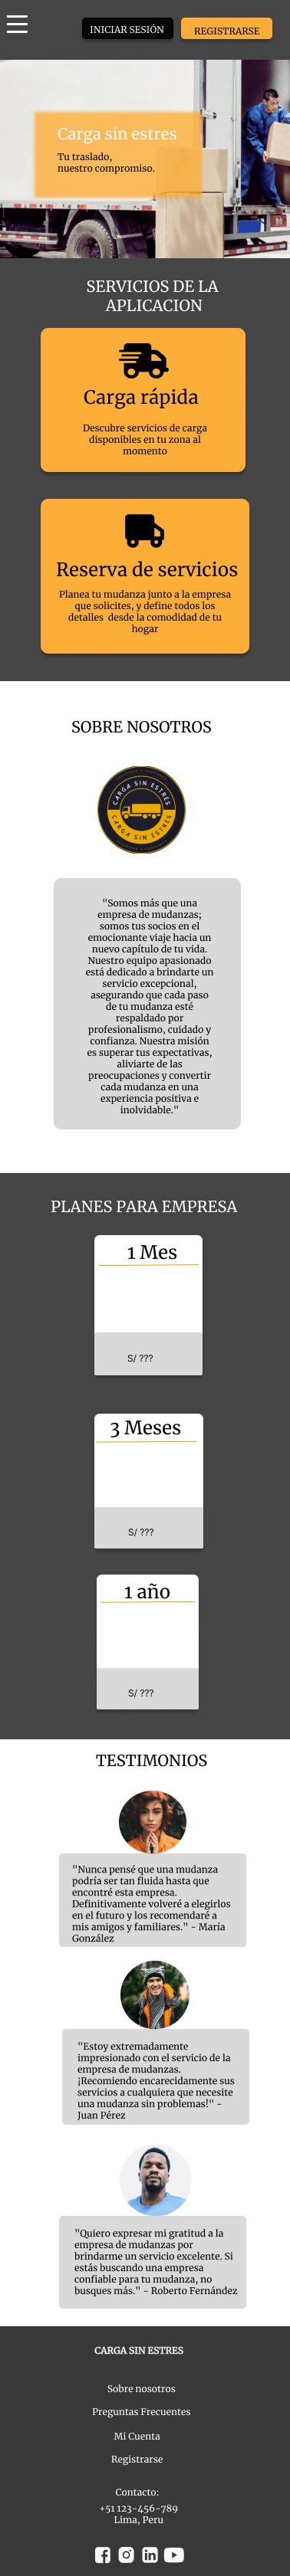 INICIAR SESIÓN
REGISTRARSE
Carga sin estres
Tu traslado,
nuestro compromiso.
SERVICIOS DE LA
APLICACION
Carga rápida
Descubre servicios de carga
disponibles en tu zona al
momento
Reserva de servicios
Planea tu mudanza junto a la empresa
que solicites, y define todos los
detalles desde la comodidad de tu
hogar
SOBRE NOSOTROS
CARGA SIN ESTRES
CARGA SIN ESTRES
"Somos más que una
empresa de mudanzas;
somos tus socios en el
emocionante viaje hacia un
nuevo capítulo de tu vida.
Nuestro equipo apasionado
está dedicado a brindarte un
servicio excepcional,
asegurando que cada paso
de tu mudanza esté
respaldado por
profesionalismo, cuidado y
confianza. Nuestra misión
es superar tus expectativas,
aliviarte de las
preocupaciones y convertir
cada mudanza en una
experiencia positiva e
inolvidable."
PLANES PARA EMPRESA
1 Mes
S/ ???
3 Meses
S/ ???
1 año
S/ ???
TESTIMONIOS
"Nunca pensé que una mudanza
podría ser tan fluida hasta que
encontré esta empresa.
Definitivamente volveré a elegirlos
en el futuro y los recomendaré a
mis amigos y familiares." - María
González
"Estoy extremadamente
impresionado con el servicio de la
empresa de mudanzas.
¡Recomiendo encarecidamente sus
servicios a cualquiera que necesite
una mudanza sin problemas!" -
Juan Pérez
"Quiero expresar mi gratitud a la
empresa de mudanzas por
brindarme un servicio excelente. Si
estás buscando una empresa
confiable para tu mudanza, no
busques más." - Roberto Fernández
CARGA SIN ESTRES
Sobre nosotros
Preguntas Frecuentes
Mi Cuenta
Registrarse
Contacto:
+51 123-456-789
Lima, Peru